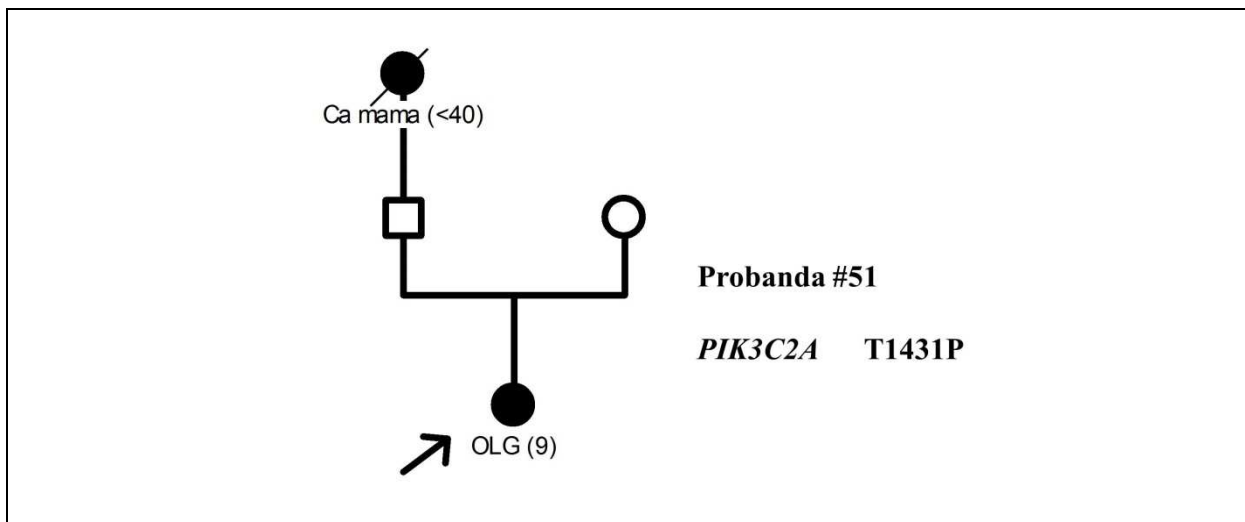 Ca mama (<40)
Probanda #51
PIK3C2A T1431P
OLG (9)